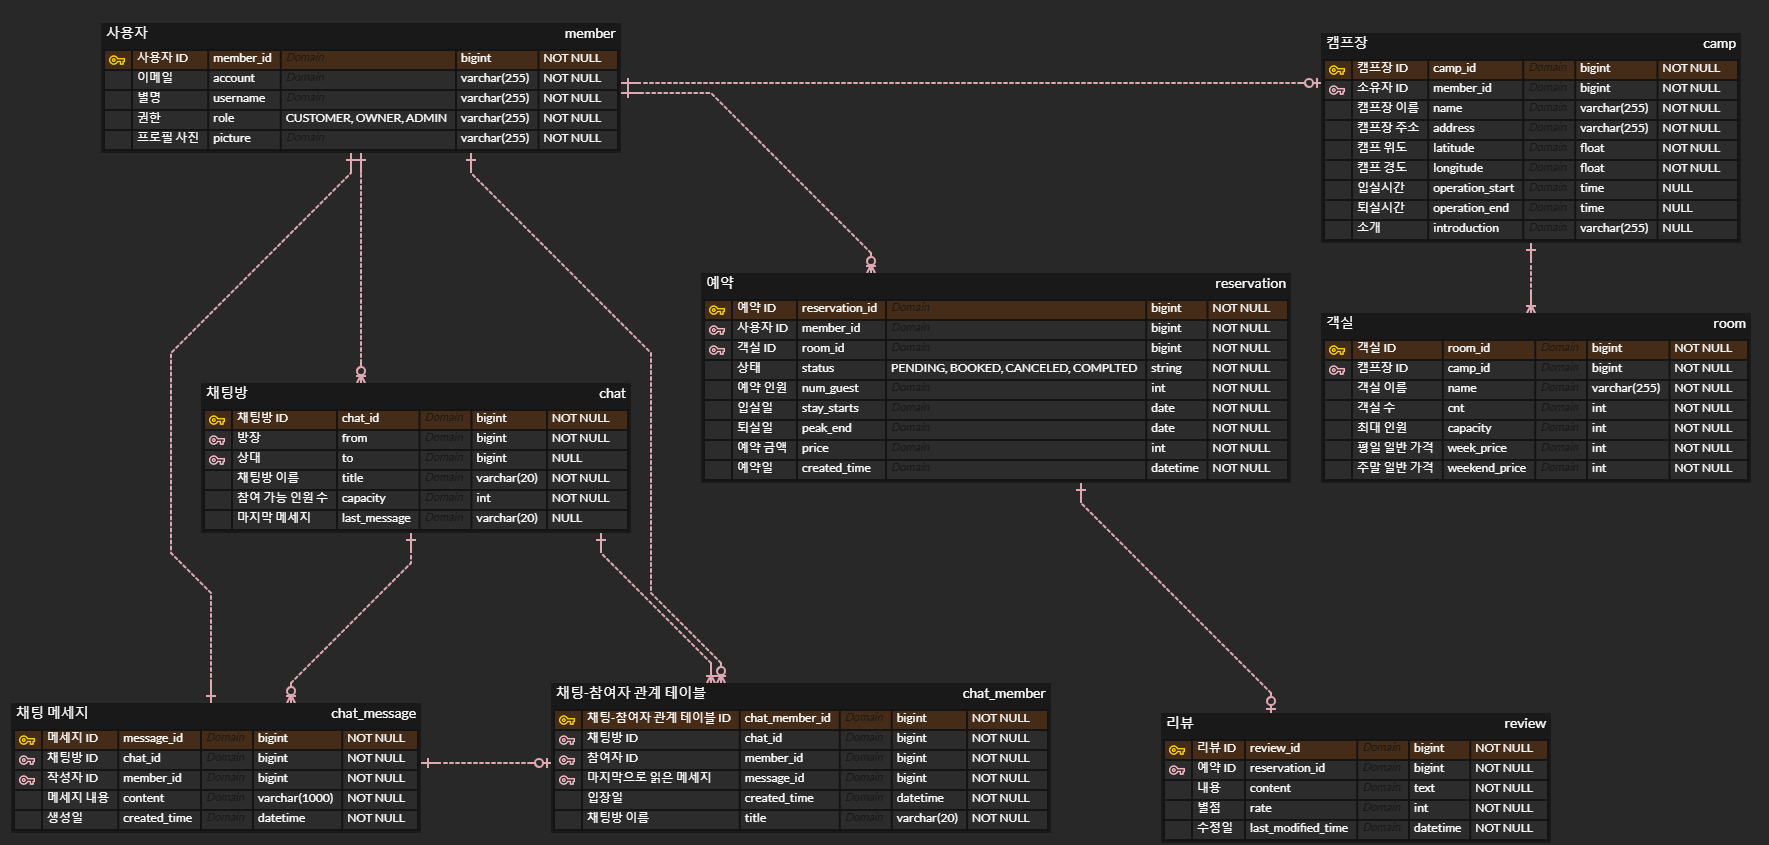 사용자 member
사용자 ID member_id Domain bigint NOT NULL
이메일 account Domain varchar(255) NOT NULL
별명 username Domain varchar(255) NOT NULL
권한 role CUSTOMER, OWNER, ADMIN varchar(255) NOT NULL
프로필 사진 picture Domain varchar(255) NOT NULL
캠프장 camp
캠프장 ID camp_id Domain bigint NOT NULL
소유자 ID member_id Domain bigint NOT NULL
캠프장 이름 name Domain varchar(255) NOT NULL
캠프장 주소 address Domain varchar(255) NOT NULL
캠프 위도 latitude Domain float NOT NULL
캠프 경도 longitude Domain float NOT NULL
입실시간 operation_start Domain time NULL
퇴실시간 operation_end Domain time NULL
소개 introduction Domain varchar(255) NULL
예약 reservation
예약 ID reservation_id Domain bigint NOT NULL
사용자 ID member_id Domain bigint NOT NULL
객실 ID room_id Domain bigint NOT NULL
상태 status PENDING, BOOKED, CANCELED, COMPLTED string NOT NULL
예약 인원 num_guest Domain int NOT NULL
입실일 stay_starts Domain date NOT NULL
퇴실일 peak_end Domain date NOT NULL
예약 금액 price Domain int NOT NULL
예약일 created_time Domain datetime NOT NULL
객실 room
객실 ID room_id Domain bigint NOT NULL
캠프장 ID camp_id Domain bigint NOT NULL
객실 이름 name Domain varchar(255) NOT NULL
객실 수 cnt Domain int NOT NULL
최대 인원 capacity Domain int NOT NULL
평일 일반 가격 week_price Domain int NOT NULL
주말 일반 가격 weekend_price Domain int NOT NULL
채팅방 chat
채팅방 ID chat_id Domain bigint NOT NULL
방장 from Domain bigint NOT NULL
상대 to Domain bigint NULL
채팅방 이름 title Domain varchar(20) NOT NULL
참여 가능 인원 수 capacity Domain int NOT NULL
마지막 메세지 last_message Domain varchar(20) NULL
채팅 메세지 chat_message
메세지 ID message_id Domain bigint NOT NULL
채팅방 ID chat_id Domain bigint NOT NULL
작성자 ID member_id Domain bigint NOT NULL
메세지 내용 content Domain varchar(1000) NOT NULL
생성일 created_time Domain datetime NOT NULL
채팅-참여자 관계 테이블 chat_member
채팅-참여자 관계 테이블 ID chat_member_id Domain bigint NOT NULL
채팅방 ID chat_id Domain bigint NOT NULL
참여자 ID member_id Domain bigint NOT NULL
마지막으로 읽은 메세지 message_id Domain bigint NOT NULL
입장일 created_time Domain datetime NOT NULL
채팅방 이름 title Domain varchar(20) NOT NULL
리뷰 review
리뷰 ID review_id Domain bigint NOT NULL
예약 ID reservation_id Domain bigint NOT NULL
내용 content Domain text NOT NULL
별점 rate Domain int NOT NULL
수정일 last_modified_time Domain datetime NOT NULL